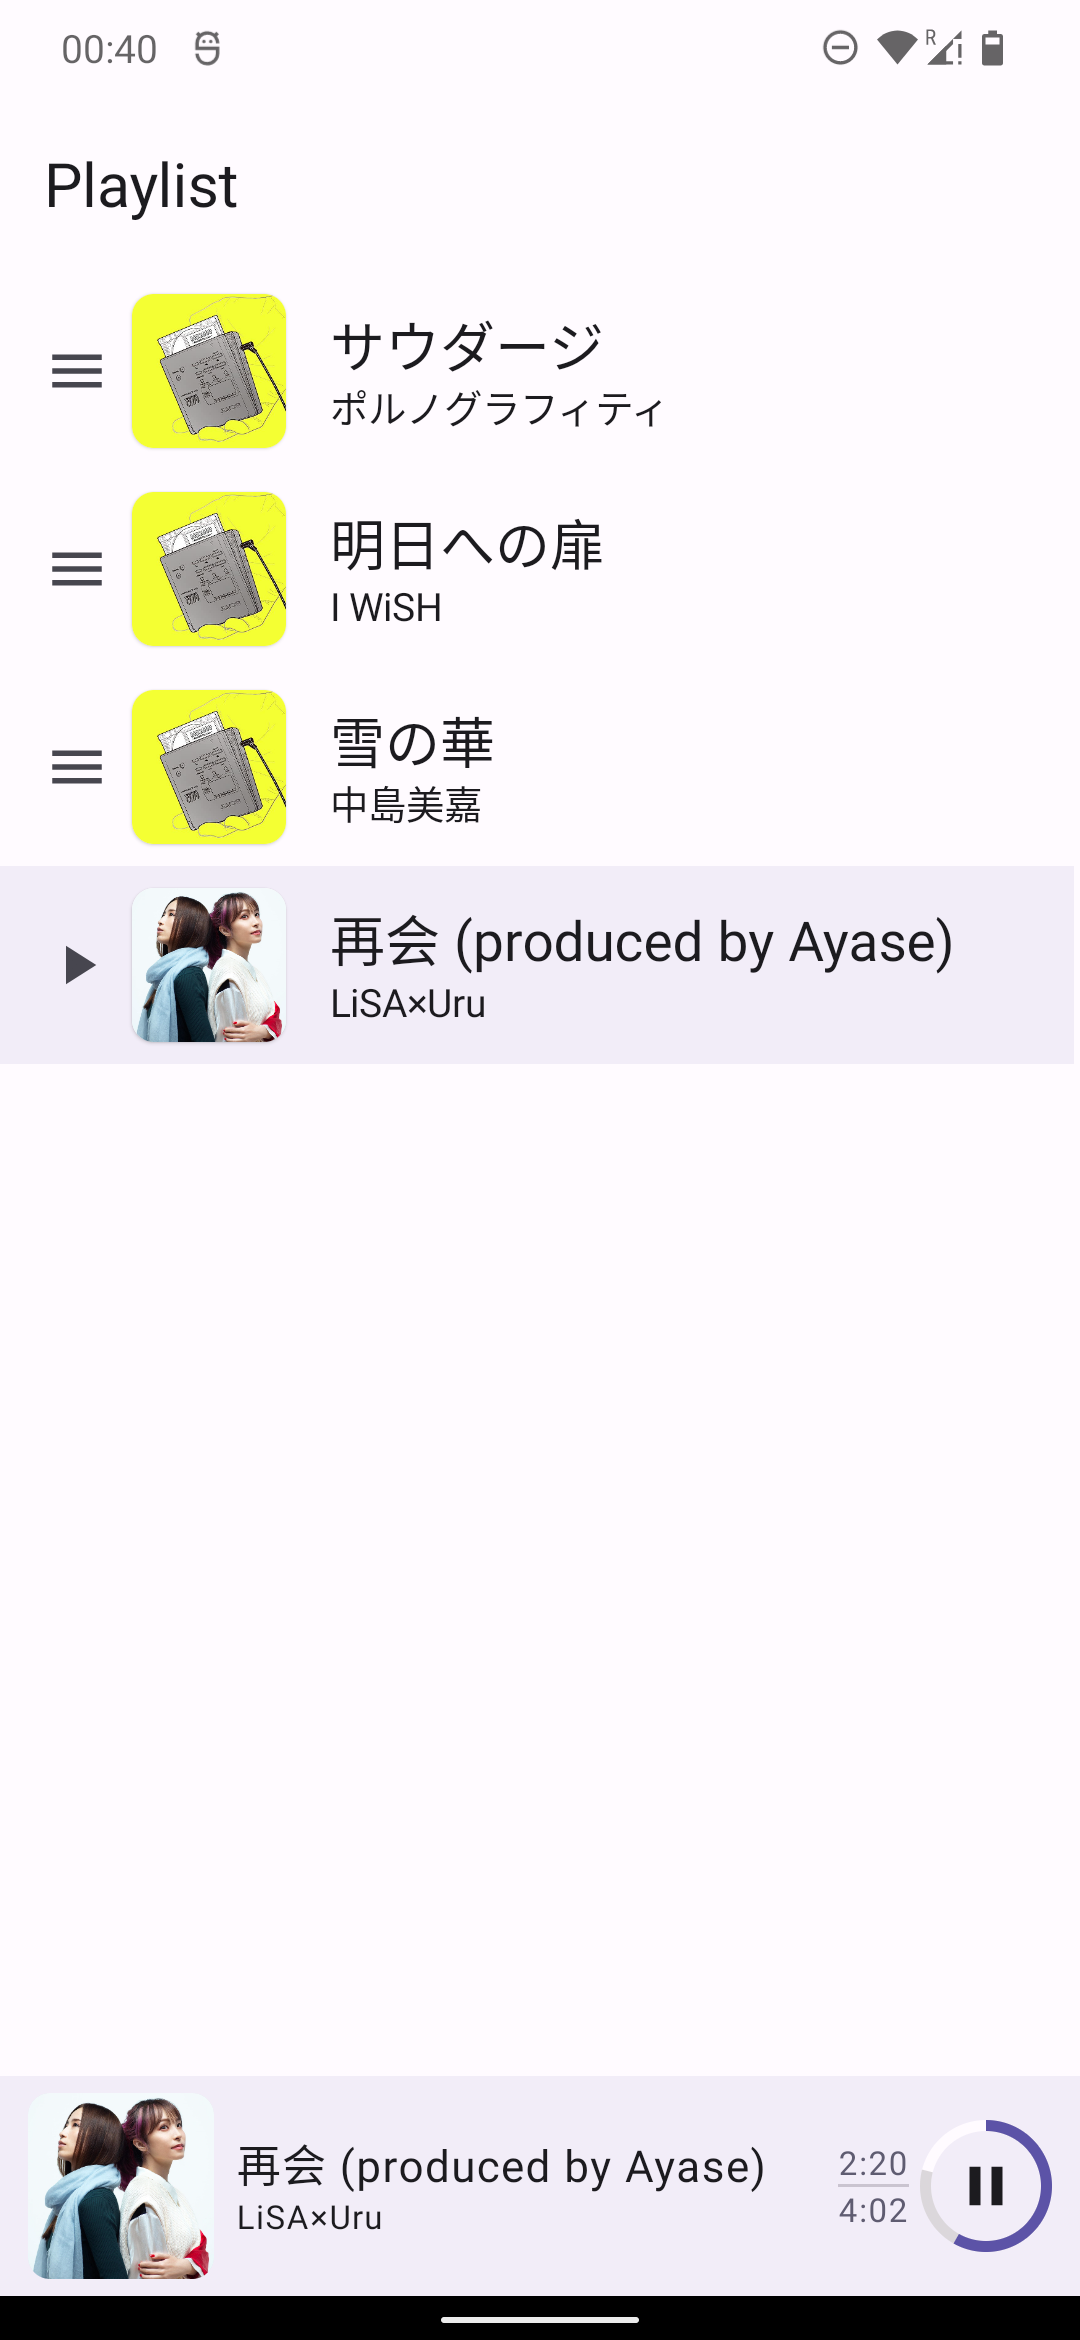 00:40
R
Playlist
サウダージ
ポルノグラフィティ
明日への扉
I WiSH
雪の華
中島美嘉
再会 (produced by Ayase)
LiSA×Uru
再会 (produced by Ayase)
LiSA×Uru
2:20
4:02